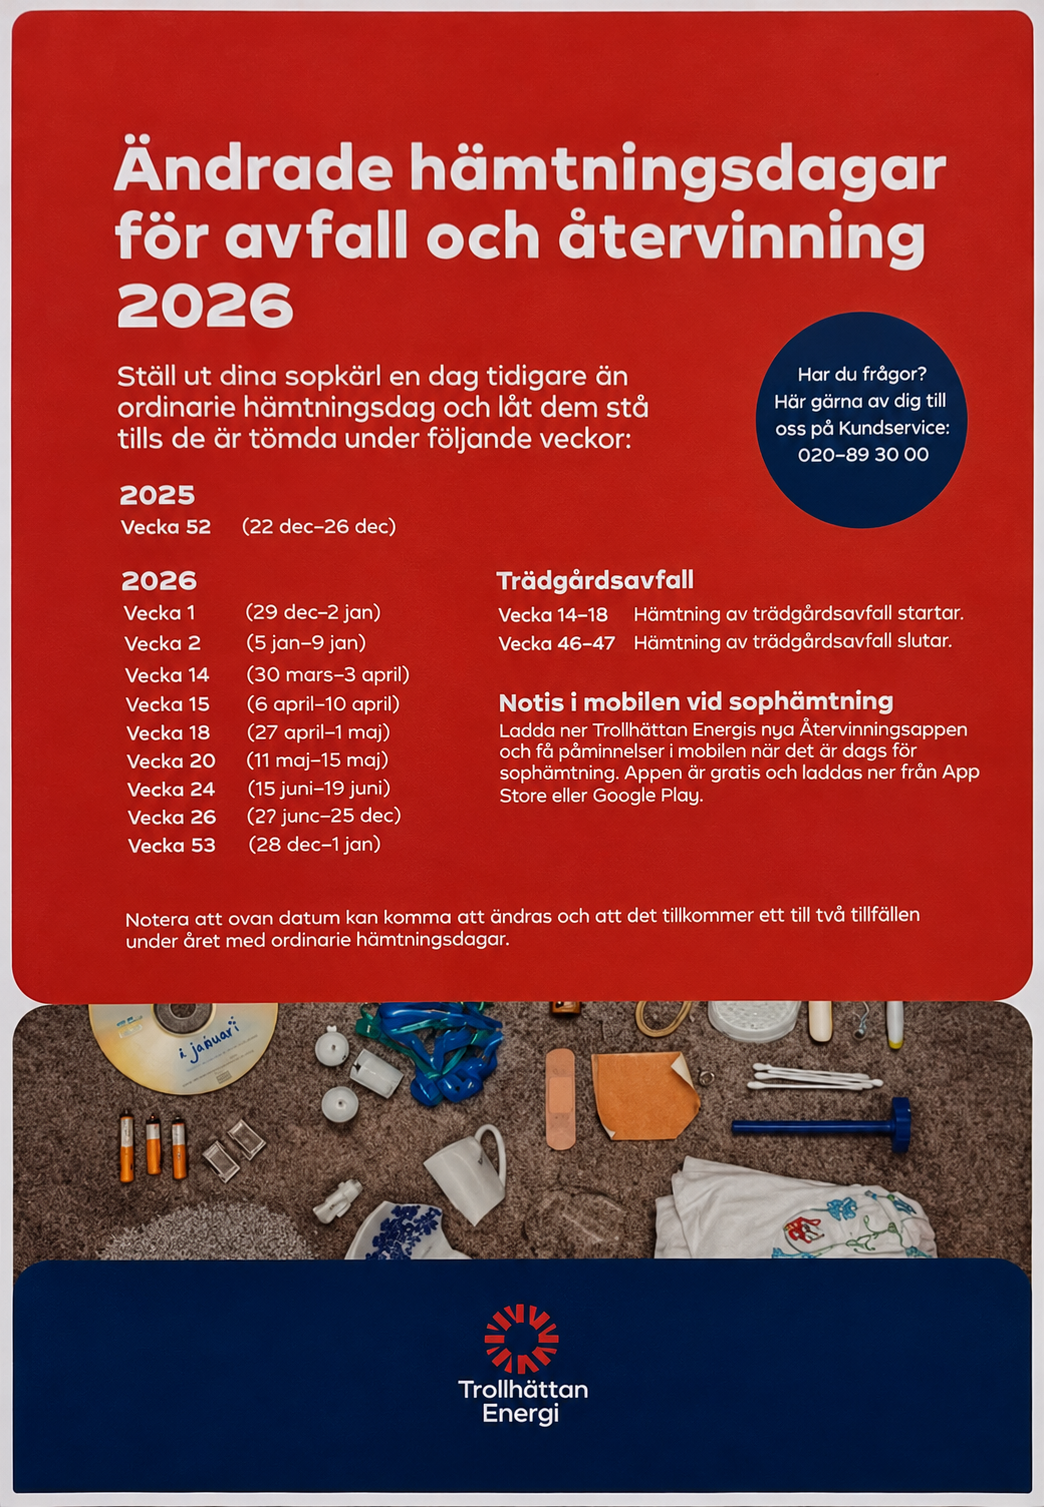 Ändrade hämtningsdagar
för avfall och återvinning
2026
Ställ ut dina sopkärl en dag tidigare än
ordinarie hämtningsdag och låt dem stå
tills de är tömda under följande veckor:
Har du frågor?
Här gärna av dig till
oss på Kundservice:
020–89 30 00
2025
Vecka 52 (22 dec–26 dec)
2026
Vecka 1 (29 dec–2 jan)
Vecka 2 (5 jan–9 jan)
Vecka 14 (30 mars–3 april)
Vecka 15 (6 april–10 april)
Vecka 18 (27 april–1 maj)
Vecka 20 (11 maj–15 maj)
Vecka 24 (15 juni–19 juni)
Vecka 26 (27 junc–25 dec)
Vecka 53 (28 dec–1 jan)
Trädgårdsavfall
Vecka 14–18 Hämtning av trädgårdsavfall startar.
Vecka 46–47 Hämtning av trädgårdsavfall slutar.
Notis i mobilen vid sophämtning
Ladda ner Trollhättan Energis nya Återvinningsappen
och få påminnelser i mobilen när det är dags för
sophämtning. Appen är gratis och laddas ner från App
Store eller Google Play.
Notera att ovan datum kan komma att ändras och att det tillkommer ett till två tillfällen
under året med ordinarie hämtningsdagar.
i januari
Trollhättan
Energi